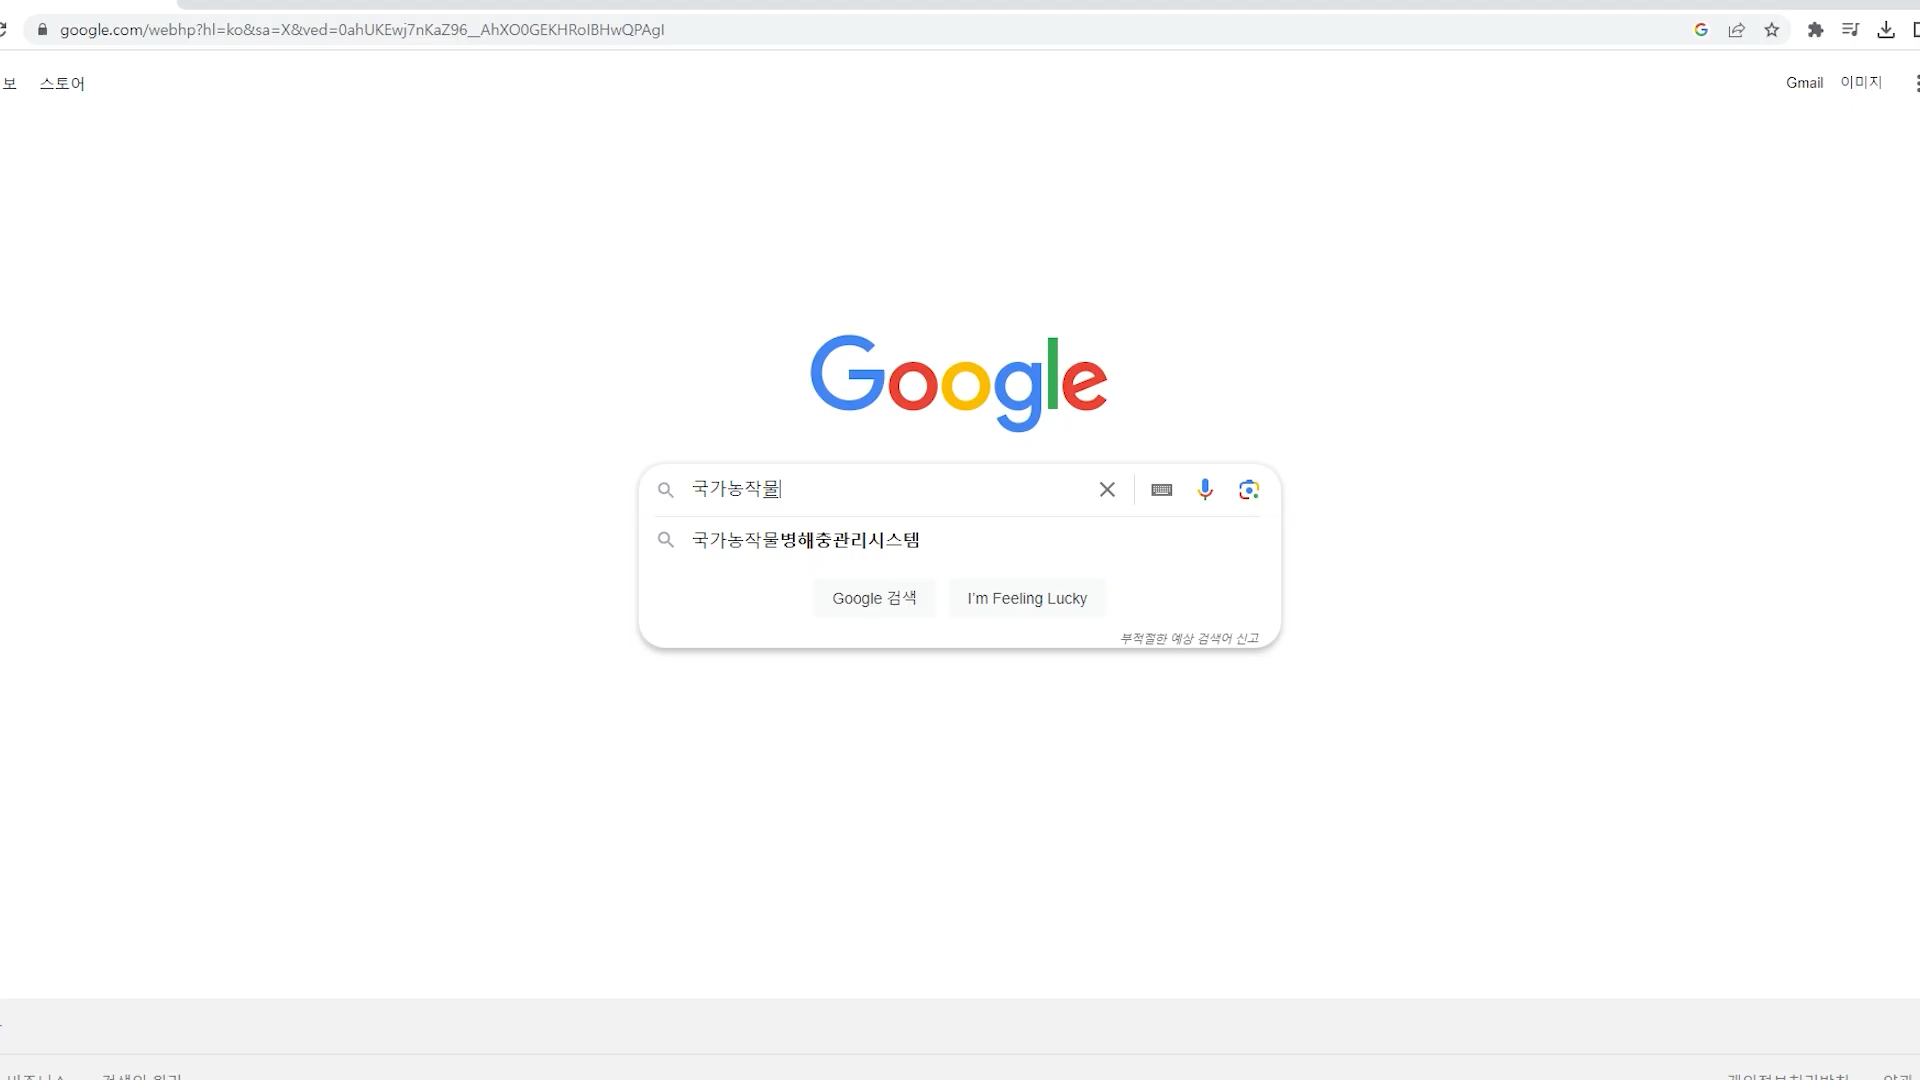 google.com/webhp?hl=ko&sa=X&ved=0ahUKEwj7nKaZ96__AhXO0GEKHRoIBHwQPAgI
보 스토어
Gmail 이미지
Google
국가농작물
국가농작물병해충관리시스템
Google 검색
I'm Feeling Lucky
부적절한 예상 검색어 신고